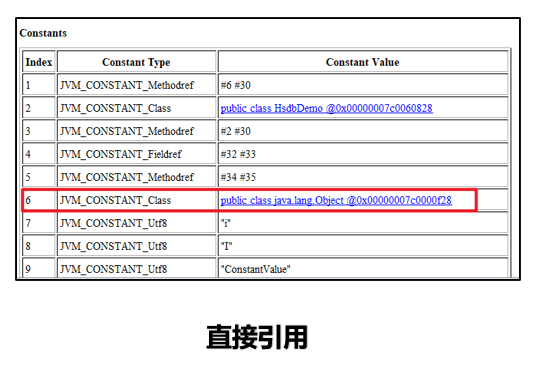 Constants
Index Constant Type Constant Value
1 JVM_CONSTANT_Methodref #6 #30
2 JVM_CONSTANT_Class public class HsdbDemo @0x00000007c0060828
3 JVM_CONSTANT_Methodref #2 #30
4 JVM_CONSTANT_Fieldref #32 #33
5 JVM_CONSTANT_Methodref #34 #35
6 JVM_CONSTANT_Class public class java.lang.Object @0x00000007c0000f28
7 JVM_CONSTANT_Utf8 "i"
8 JVM_CONSTANT_Utf8 "I"
9 JVM_CONSTANT_Utf8 "ConstantValue"
直接引用